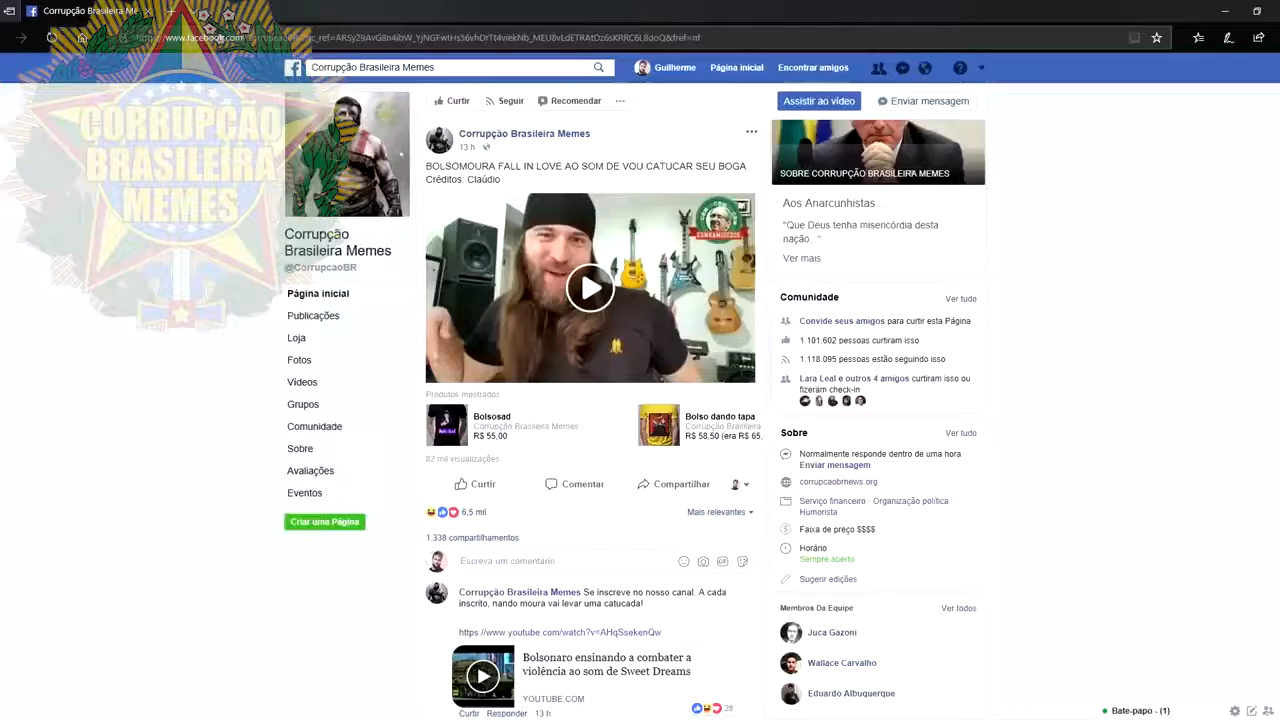 Corrupção Brasileira Me
www.facebook.com
Corrupção Brasileira Memes
Guilherme
Página inicial
Encontrar amigos
CORRUPÇÃO
BRASILEIRA
MEMES
Corrupção
Brasileira Memes
@CorrupcaoBR
Página inicial
Publicações
Loja
Fotos
Vídeos
Grupos
Comunidade
Sobre
Avaliações
Eventos
Criar uma Página
Curtir
Seguir
Recomendar
Corrupção Brasileira Memes
13 h
BOLSOMOURA FALL IN LOVE AO SOM DE VOU CATUCAR SEU BOGA
Créditos: Claúdio
Produtos mostrados
Bolsosad
Corrupção Brasileira Memes
R$ 55,00
Bolso dando tapa
Corrupção Brasileira
R$ 58,50 (era R$ 65,
82 mil visualizações
Curtir
Comentar
Compartilhar
6,5 mil
Mais relevantes
1.338 compartilhamentos
Escreva um comentário
Corrupção Brasileira Memes Se inscreve no nosso canal. A cada
inscrito, nando moura vai levar uma catucada!
https://www.youtube.com/watch?v=AHqSsekenQw
Bolsonaro ensinando a combater a
violência ao som de Sweet Dreams
YOUTUBE.COM
Curtir Responder 13 h
28
Assistir ao vídeo
Enviar mensagem
SOBRE CORRUPÇÃO BRASILEIRA MEMES
Aos Anarcunhistas...
"Que Deus tenha misericórdia desta
nação..."
Ver mais
Comunidade
Ver tudo
Convide seus amigos para curtir esta Página
1.101.602 pessoas curtiram isso
1.118.095 pessoas estão seguindo isso
Lara Leal e outros 4 amigos curtiram isso ou
fizeram check-in
Sobre
Ver tudo
Normalmente responde dentro de uma hora
Enviar mensagem
corrupcaobrnews.org
Serviço financeiro · Organização política ·
Humorista
Faixa de preço $$$$
Horário
Sempre aberto
Sugerir edições
Membros Da Equipe
Ver todos
Juca Gazoni
Wallace Carvalho
Eduardo Albuquerque
Bate-papo - (1)